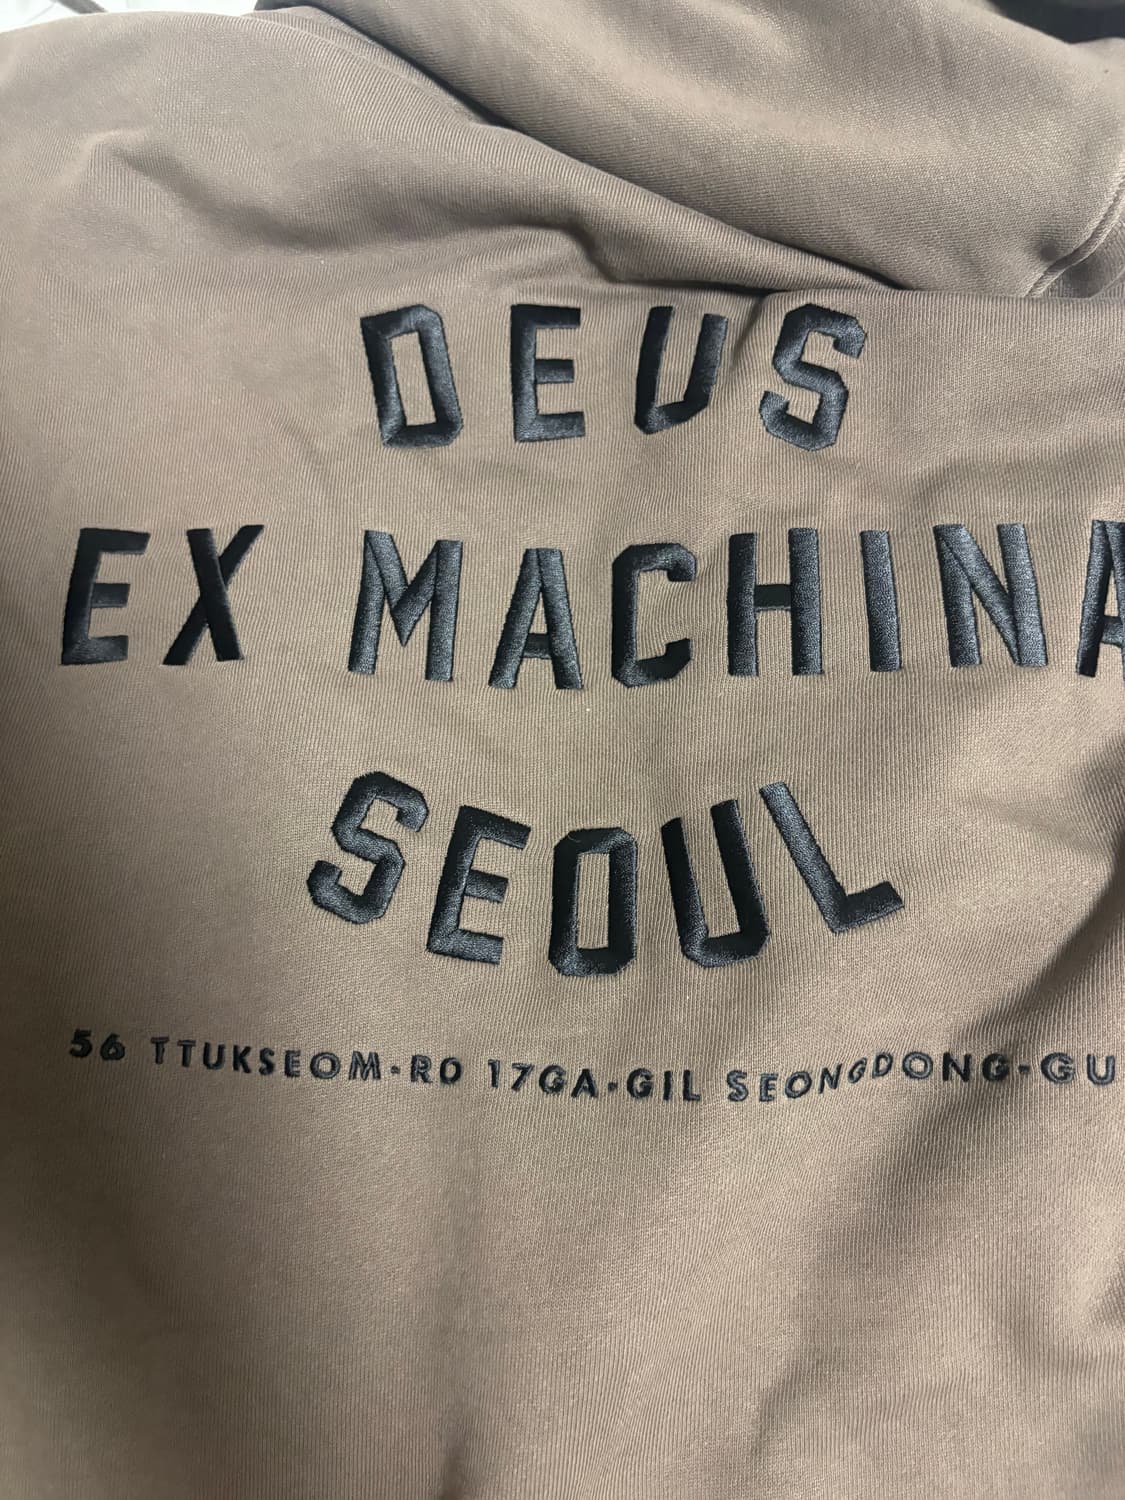 DEUS
EX MACHINA
SEOUL
56 TTUKSEOM-RO 17GA-GIL SEONGDONG-GU